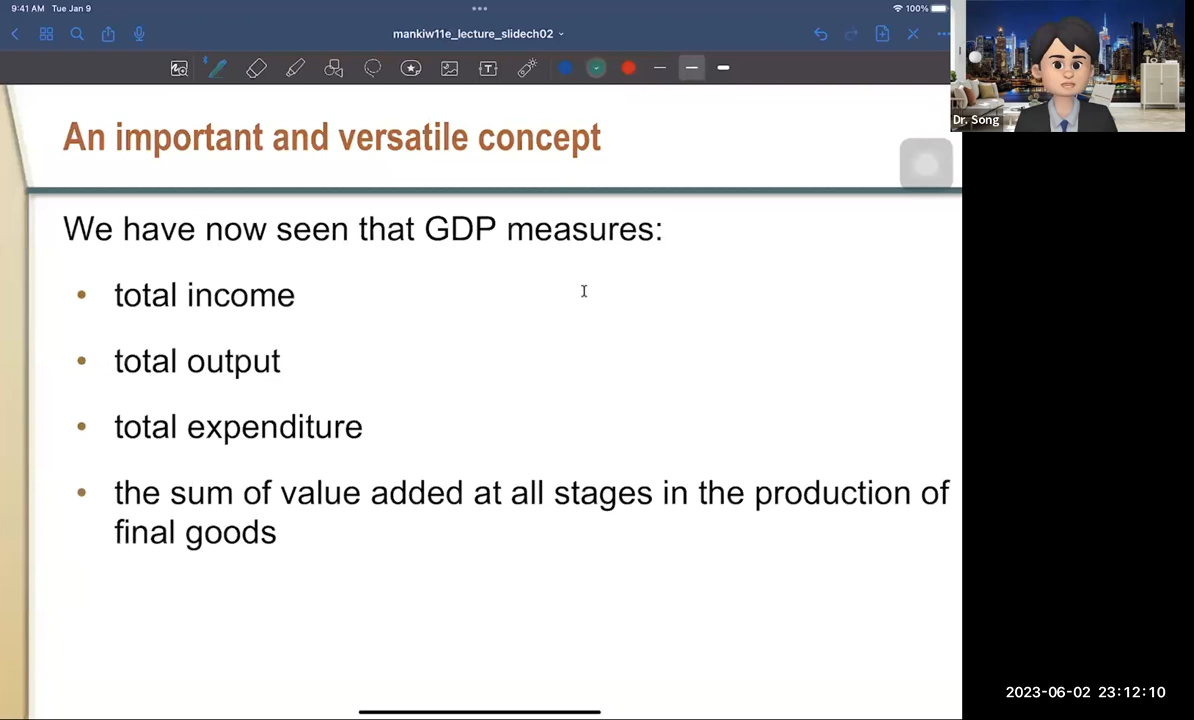 9:41 AM Tue Jan 9
100%
mankiw11e_lecture_slidech02
Dr. Song
An important and versatile concept
We have now seen that GDP measures:
• total income
• total output
• total expenditure
• the sum of value added at all stages in the production of
final goods
2023-06-02 23:12:10